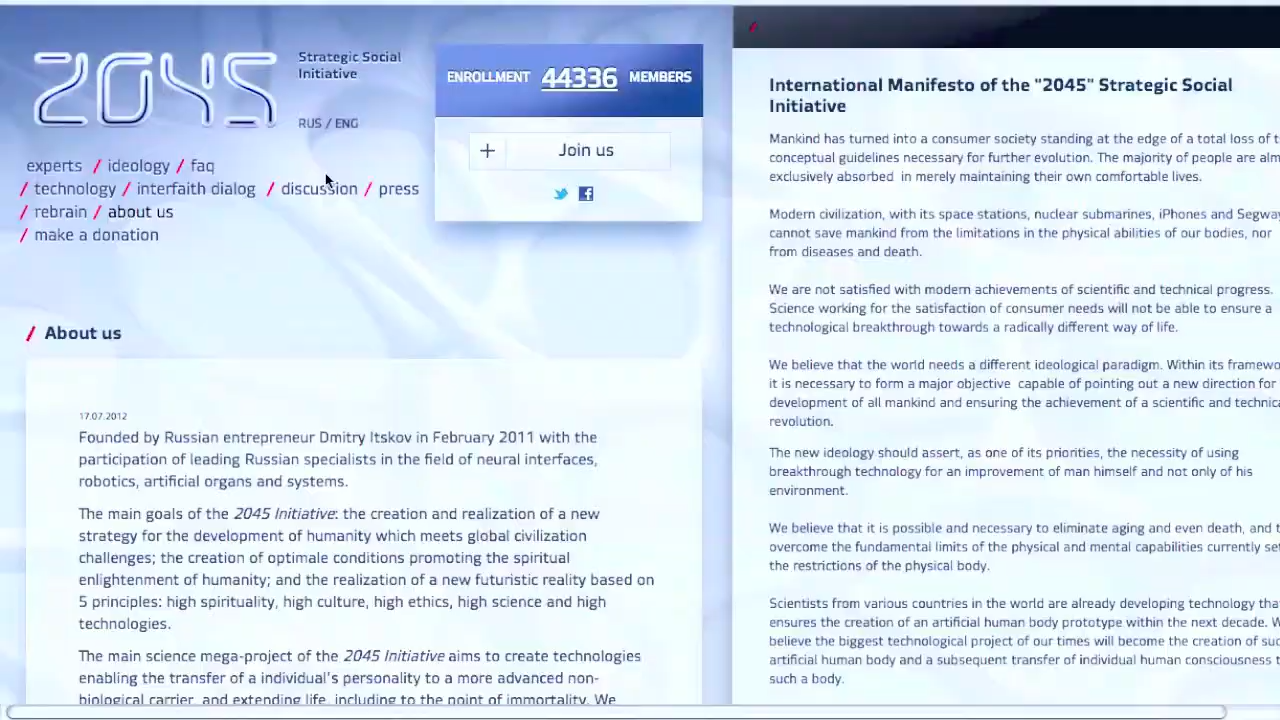 2045
Strategic Social
Initiative
RUS / ENG
ENROLLMENT 44336 MEMBERS
+ Join us
experts / ideology / faq
/ technology / interfaith dialog / discussion / press
/ rebrain / about us
/ make a donation
/ About us
17.07.2012
Founded by Russian entrepreneur Dmitry Itskov in February 2011 with the
participation of leading Russian specialists in the field of neural interfaces,
robotics, artificial organs and systems.
The main goals of the 2045 Initiative: the creation and realization of a new
strategy for the development of humanity which meets global civilization
challenges; the creation of optimale conditions promoting the spiritual
enlightenment of humanity; and the realization of a new futuristic reality based on
5 principles: high spirituality, high culture, high ethics, high science and high
technologies.
The main science mega-project of the 2045 Initiative aims to create technologies
enabling the transfer of a individual's personality to a more advanced non-
biological carrier, and extending life, including to the point of immortality. We
International Manifesto of the "2045" Strategic Social
Initiative
Mankind has turned into a consumer society standing at the edge of a total loss of
conceptual guidelines necessary for further evolution. The majority of people are
exclusively absorbed in merely maintaining their own comfortable lives.
Modern civilization, with its space stations, nuclear submarines, iPhones and
cannot save mankind from the limitations in the physical abilities of our bodies, nor
from diseases and death.
We are not satisfied with modern achievements of scientific and technical progress.
Science working for the satisfaction of consumer needs will not be able to ensure a
technological breakthrough towards a radically different way of life.
We believe that the world needs a different ideological paradigm. Within its
it is necessary to form a major objective capable of pointing out a new direction for
development of all mankind and ensuring the achievement of a scientific and
revolution.
The new ideology should assert, as one of its priorities, the necessity of using
breakthrough technology for an improvement of man himself and not only of his
environment.
We believe that it is possible and necessary to eliminate aging and even death, and
overcome the fundamental limits of the physical and mental capabilities currently
the restrictions of the physical body.
Scientists from various countries in the world are already developing technology
ensures the creation of an artificial human body prototype within the next decade.
believe the biggest technological project of our times will become the creation of
artificial human body and a subsequent transfer of individual human consciousness
such a body.